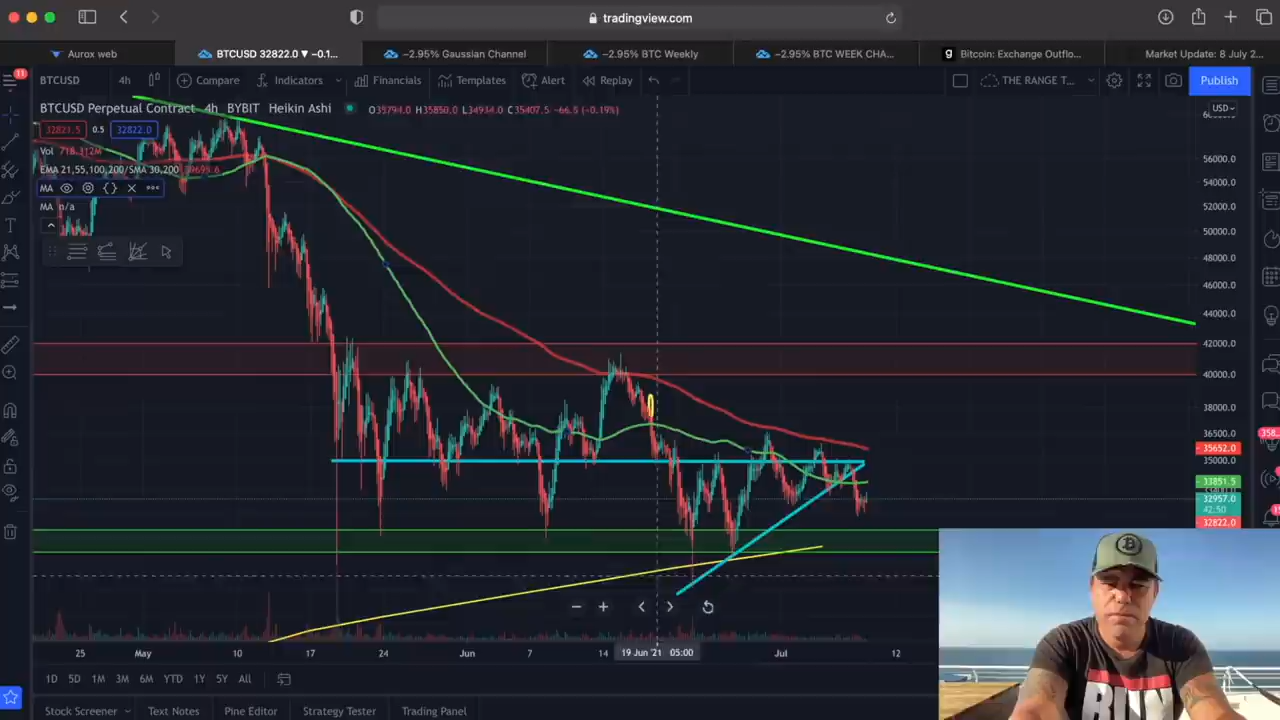 tradingview.com
Aurox web
BTCUSD 32822.0 ▼ −0.1...
−2.95% Gaussian Channel
−2.95% BTC Weekly
−2.95% BTC WEEK CHA...
g Bitcoin: Exchange Outflo...
Market Update: 8 July 2...
11
BTCUSD
4h
Compare
Indicators
Financials
Templates
Alert
Replay
THE RANGE T...
Publish
BTCUSD Perpetual Contract 4h BYBIT Heikin Ashi
O35794.0 H35850.0 L34934.0 C35407.5 −66.5 (−0.19%)
USD
32821.5 0.5 32822.0
Vol 718.312M
EMA 21,55,100,200/SMA 30,200
MA
MA n/a
56000.0
54000.0
52000.0
50000.0
48000.0
46000.0
44000.0
42000.0
40000.0
38000.0
36500.0
35652.0
35000.0
33851.5
32957.0
42:50
32822.0
25
May
10
17
24
Jun
7
14
19 Jun '21 05:00
Jul
12
1D
5D
1M
3M
6M
YTD
1Y
5Y
All
Stock Screener
Text Notes
Pine Editor
Strategy Tester
Trading Panel